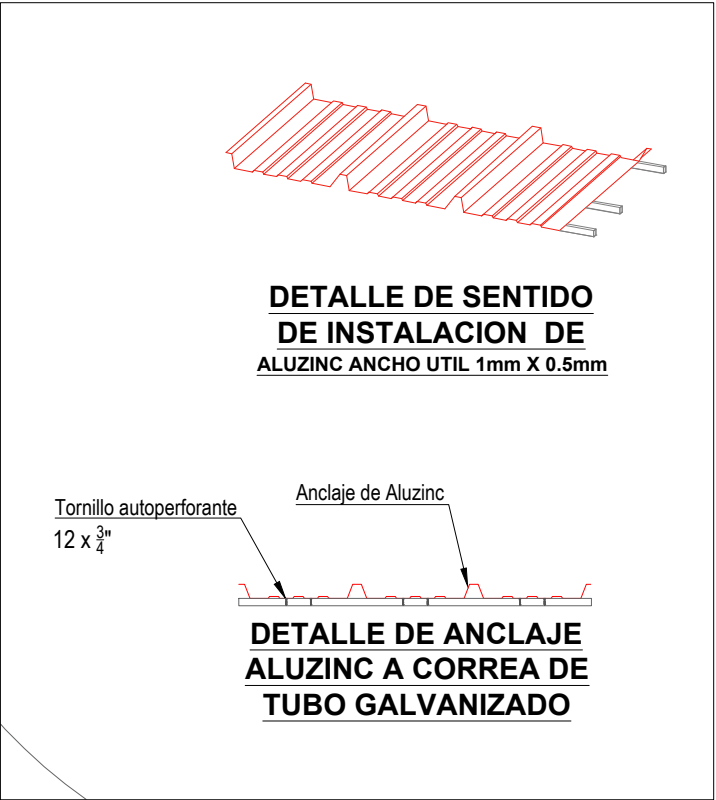 DETALLE DE SENTIDO
DE INSTALACION DE
ALUZINC ANCHO UTIL 1mm X 0.5mm
Tornillo autoperforante
12 x 3/4"
Anclaje de Aluzinc
DETALLE DE ANCLAJE
ALUZINC A CORREA DE
TUBO GALVANIZADO